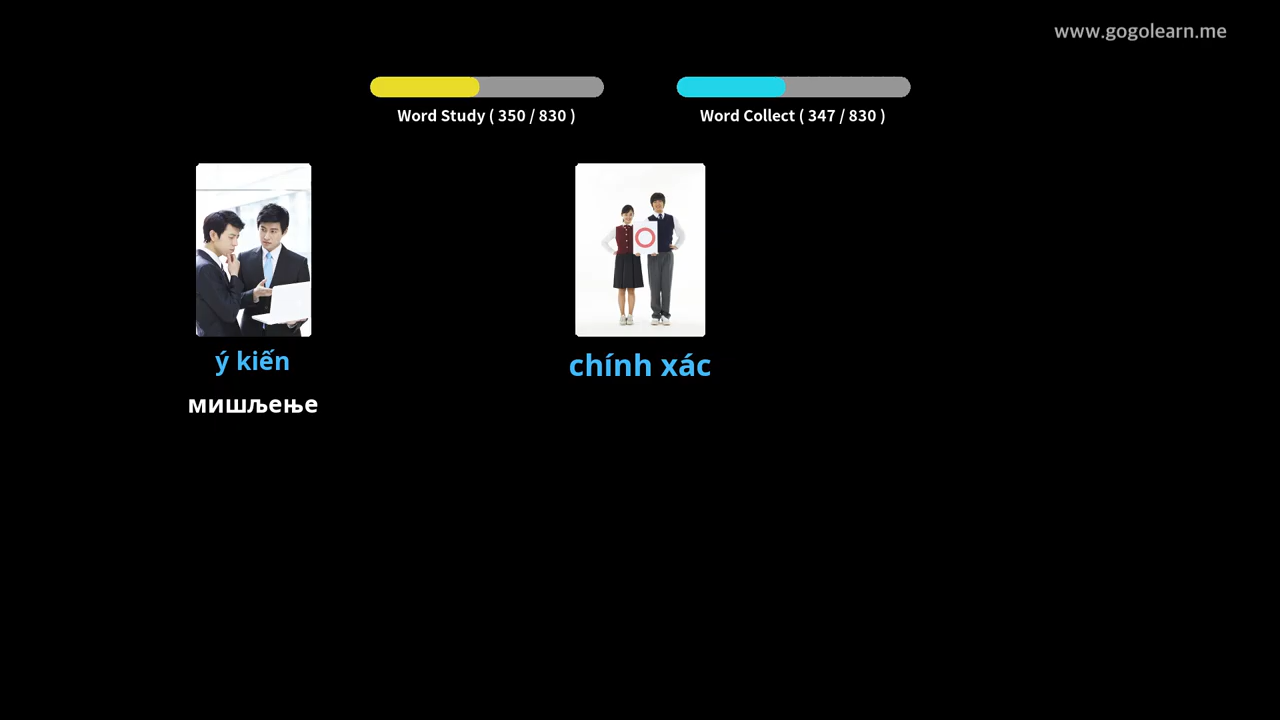 www.gogolearn.me
Word Study ( 350 / 830 )
Word Collect ( 347 / 830 )
ý kiến
мишљење
chính xác